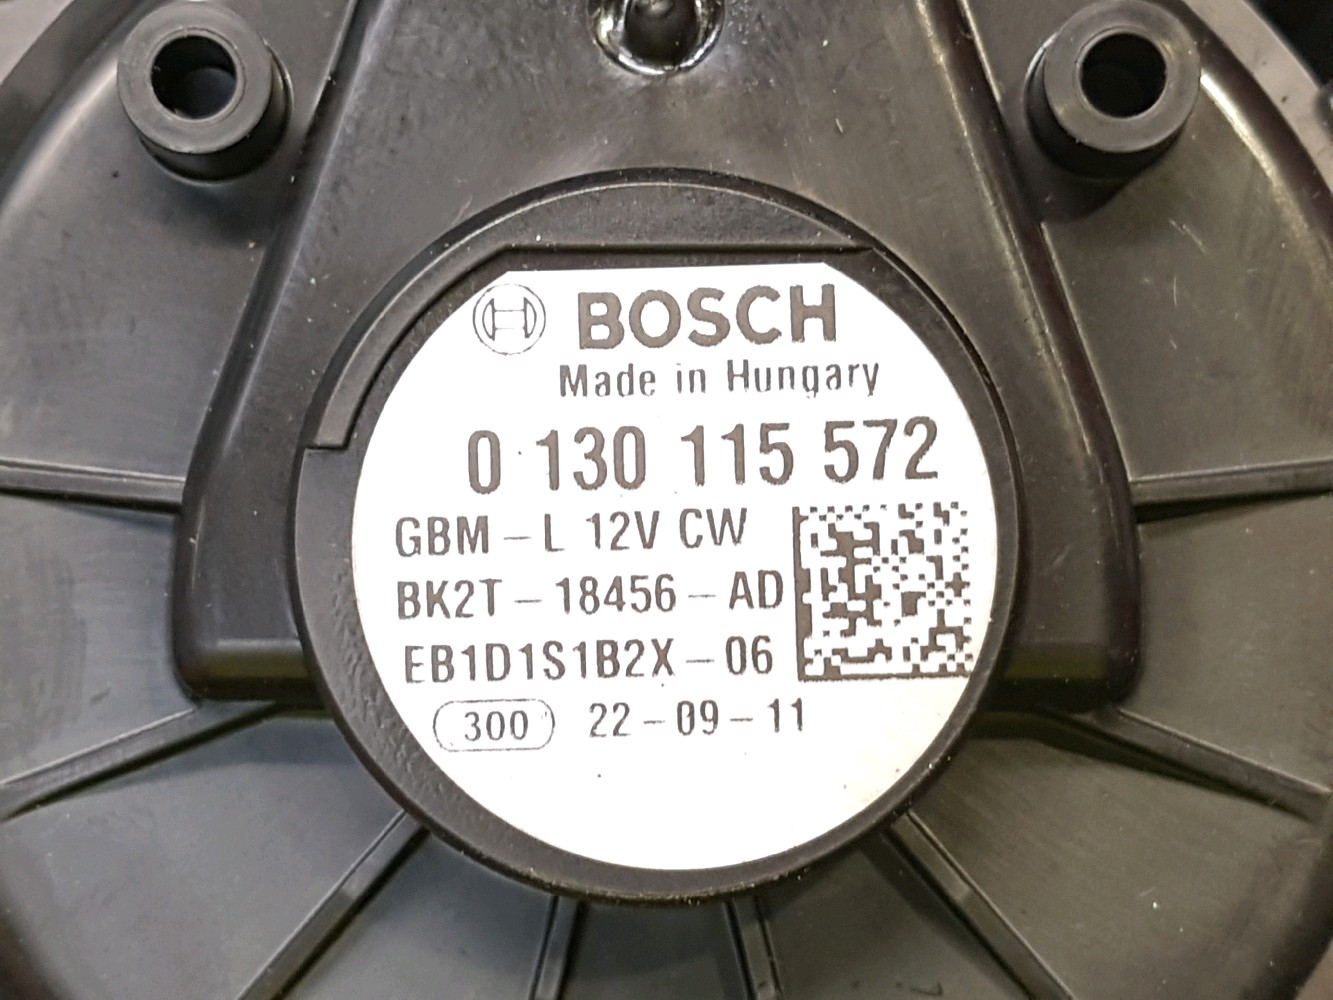 BOSCH
Made in Hungary
0 130 115 572
GBM - L 12V CW
BK2T - 18456 - AD
EB1D1S1B2X - 06
300 22 - 09 - 11